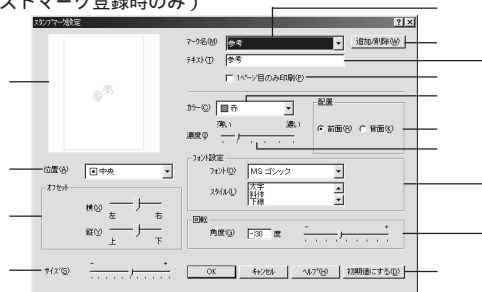 ストマーク登録時のみ）
スタンプマーク設定
マーク名(M) 参考 追加/削除(W)
テキスト(T) 参考
1ページ目のみ印刷(P)
参考
カラー(C) 赤
薄い 濃い
濃度(I)
配置
前面(R) 背面(K)
位置(A) 中央
フォント設定
フォント(O) MS ゴシック
スタイル(L) 太字
斜体
下線
オフセット
横(X) 左 右
縦(Y) 上 下
回転
角度(G) -30 度 - +
サイズ(S) - +
OK キャンセル ヘルプ(H) 初期値にする(D)